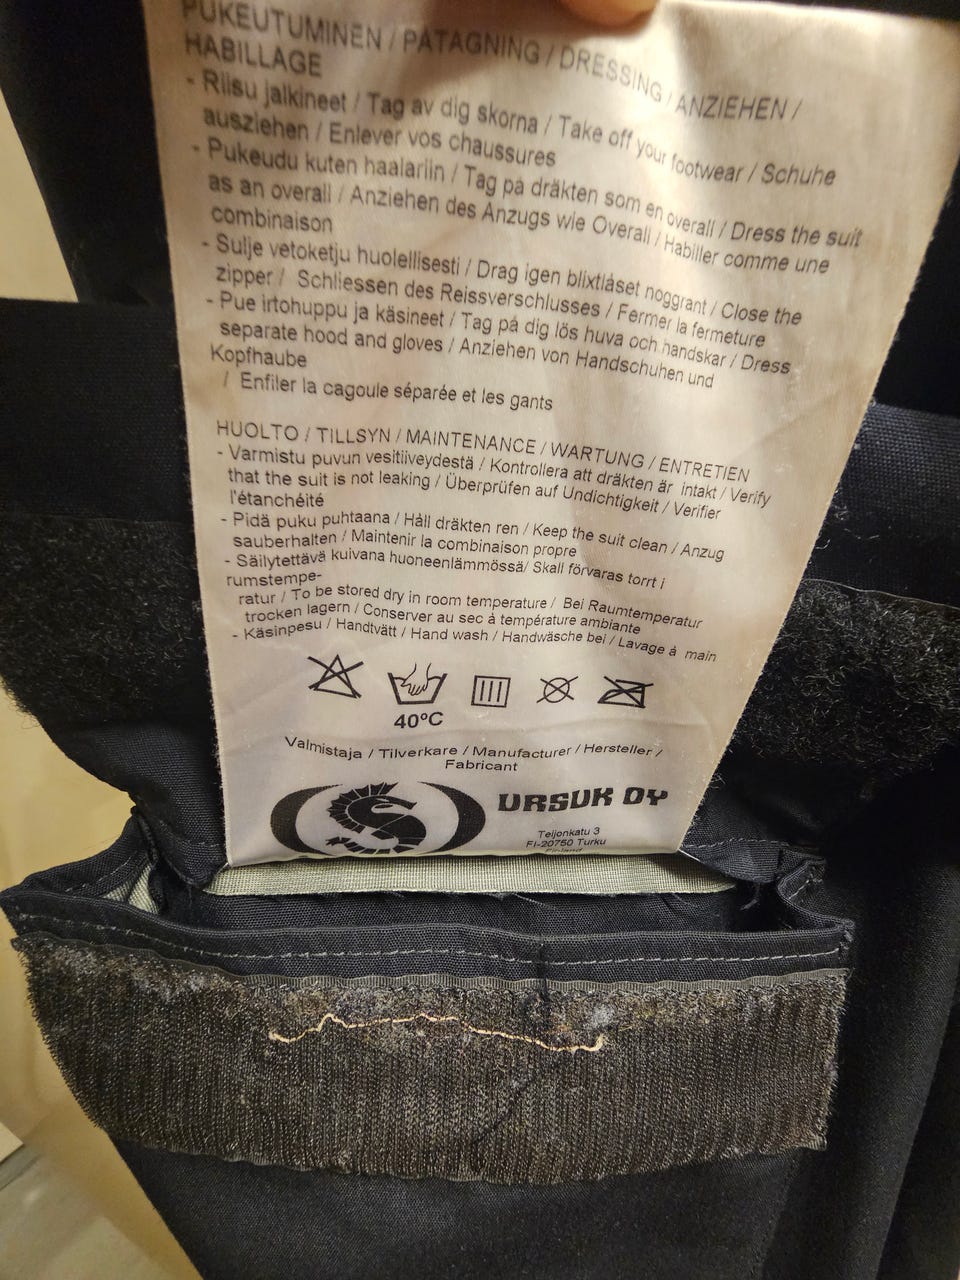 PUKEUTUMINEN / PÄTAGNING / DRESSING / ANZIEHEN /
HABILLAGE
- Riisu jalkineet / Tag av dig skorna / Take off your footwear / Schuhe
ausziehen / Enlever vos chaussures
- Pukeudu kuten haalariin / Tag pa dräkten som en overall / Dress the suit
as an overall / Anziehen des Anzugs wie Overall / Habiller comme une
combinaison
- Sulje vetoketju huolellisesti / Drag igen blixtlåset noggrant / Close the
zipper / Schliessen des Reissverschlusses / Fermer la fermeture
- Pue irtohuppu ja käsineet / Tag på dig lös huva och handskar / Dress
separate hood and gloves / Anziehen von Handschuhen und
Kopfhaube
/ Enfiler la cagoule séparée et les gants
HUOLTO / TILLSYN / MAINTENANCE / WARTUNG / ENTRETIEN
- Varmistu puvun vesitiiveydestä / Kontrollera att dräkten är intakt / Verify
that the suit is not leaking / Überprüfen auf Undichtigkeit / Verifier
l'étanchéité
- Pidä puku puhtaana / Håll dräkten ren / Keep the suit clean / Anzug
sauberhalten / Maintenir la combinaison propre
- Säilytettävä kuivana huoneenlämmössä/ Skall förvaras torrt i
rumstempe-
ratur / To be stored dry in room temperature / Bei Raumtemperatur
trocken lagern / Conserver au sec à température ambiante
- Käsinpesu / Handtvätt / Hand wash / Handwäsche bei / Lavage à main
40ºC
Valmistaja / Tilverkare / Manufacturer / Hersteller /
Fabricant
URSUK OY
Teijonkatu 3
FI-20750 Turku
Finland